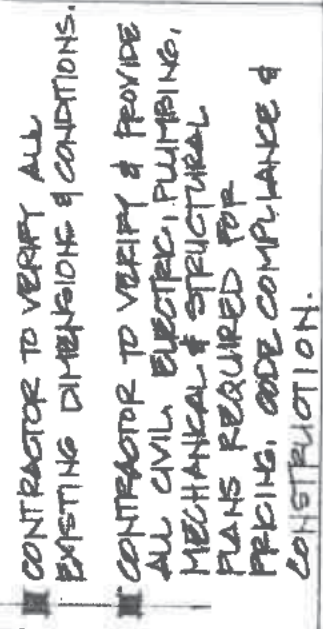 CONTRACTOR TO VERIFY ALL
EXISTING DIMENSIONS & CONDITIONS.
CONTRACTOR TO VERIFY & PROVIDE
ALL CIVIL, ELECTRIC, PLUMBING,
MECHANICAL & STRUCTURAL
PLANS REQUIRED FOR
PRICING, CODE COMPLIANCE &
CONSTRUCTION.